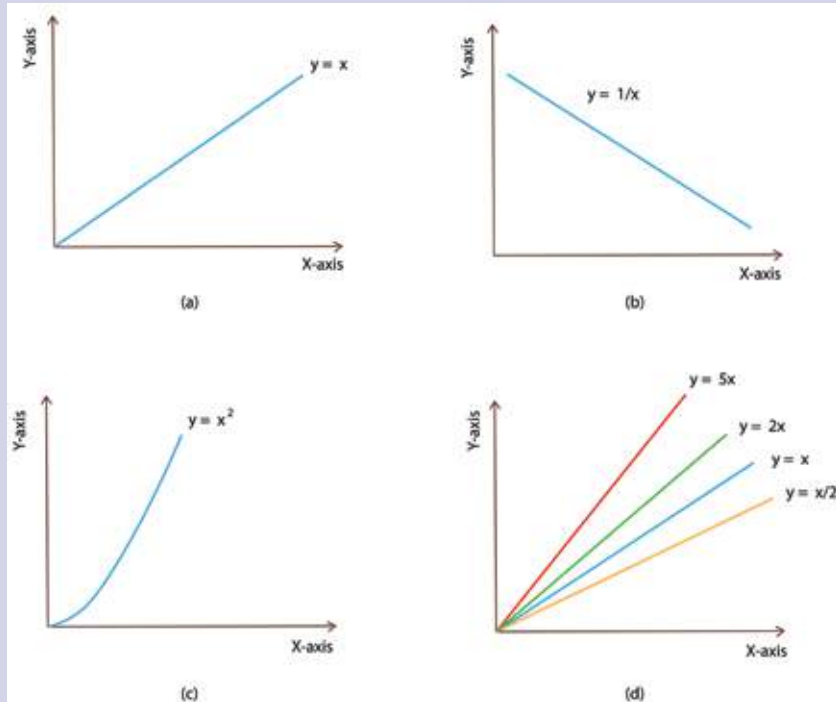 Y-axis
y = x
X-axis
(a)
Y-axis
y = 1/x
X-axis
(b)
Y-axis
y = x²
X-axis
(c)
Y-axis
y = 5x
y = 2x
y = x
y = x/2
X-axis
(d)